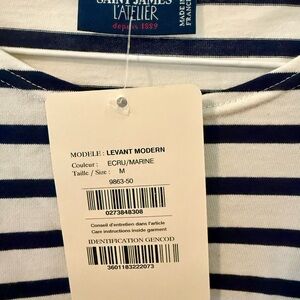 SAINT JAMES
L'ATELIER
depuis 1889
MADE IN
FRANCE
MODELE : LEVANT MODERN
Couleur : ECRU/MARINE
Taille / Size : M
9863-50
0273848308
Conseil d'entretien dans l'article
Care instructions inside garment
IDENTIFICATION GENCOD
3601183222073